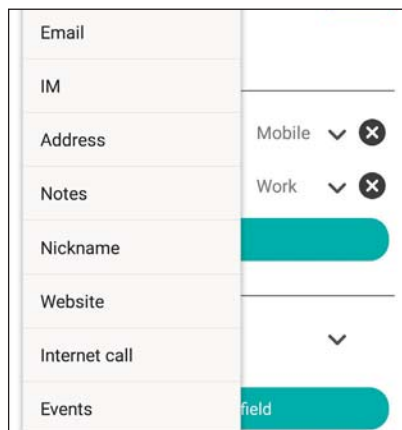 Email
IM
Address
Mobile
Notes
Work
Nickname
Website
Internet call
Events
field